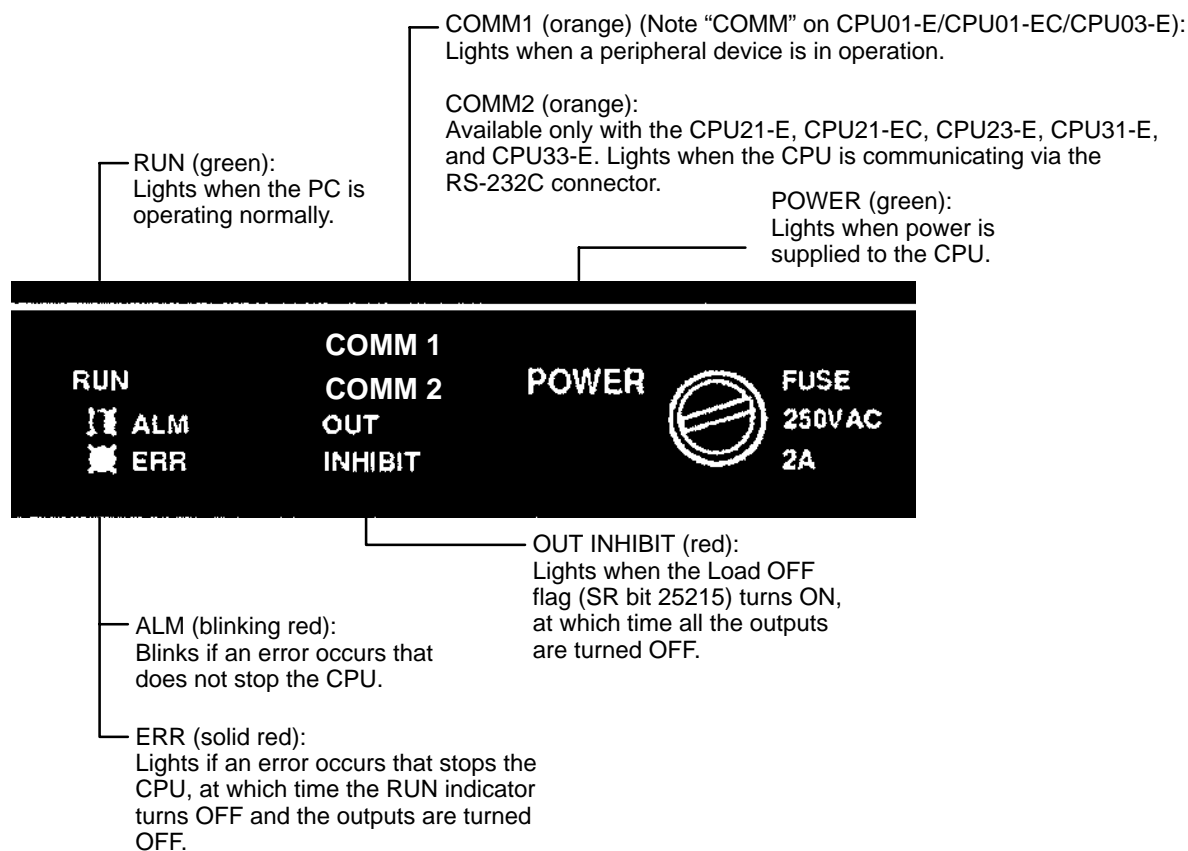 COMM1 (orange) (Note “COMM” on CPU01-E/CPU01-EC/CPU03-E):
Lights when a peripheral device is in operation.
COMM2 (orange):
Available only with the CPU21-E, CPU21-EC, CPU23-E, CPU31-E,
and CPU33-E. Lights when the CPU is communicating via the
RS-232C connector.
RUN (green):
Lights when the PC is
operating normally.
POWER (green):
Lights when power is
supplied to the CPU.
RUN
ALM
ERR
COMM 1
COMM 2
OUT
INHIBIT
POWER
FUSE
250VAC
2A
OUT INHIBIT (red):
Lights when the Load OFF
flag (SR bit 25215) turns ON,
at which time all the outputs
are turned OFF.
ALM (blinking red):
Blinks if an error occurs that
does not stop the CPU.
ERR (solid red):
Lights if an error occurs that stops the
CPU, at which time the RUN indicator
turns OFF and the outputs are turned
OFF.